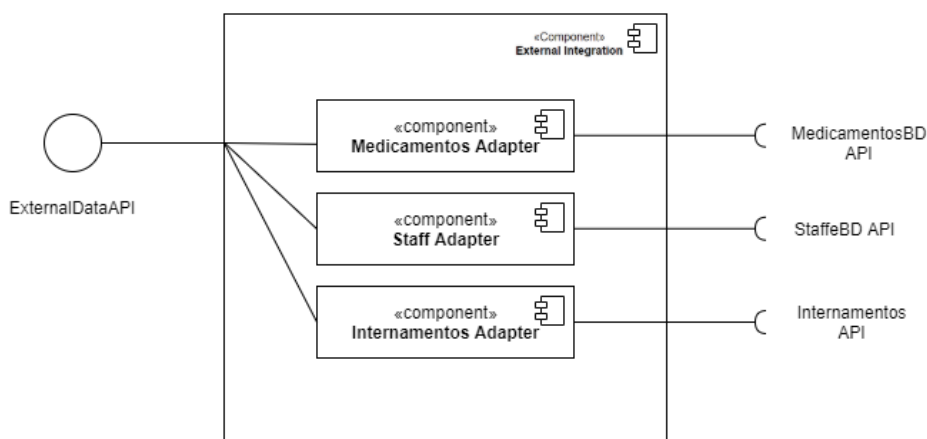 «Component»
External Integration
ExternalDataAPI
«component»
Medicamentos Adapter
MedicamentosBD
API
«component»
Staff Adapter
StaffeBD API
«component»
Internamentos Adapter
Internamentos
API